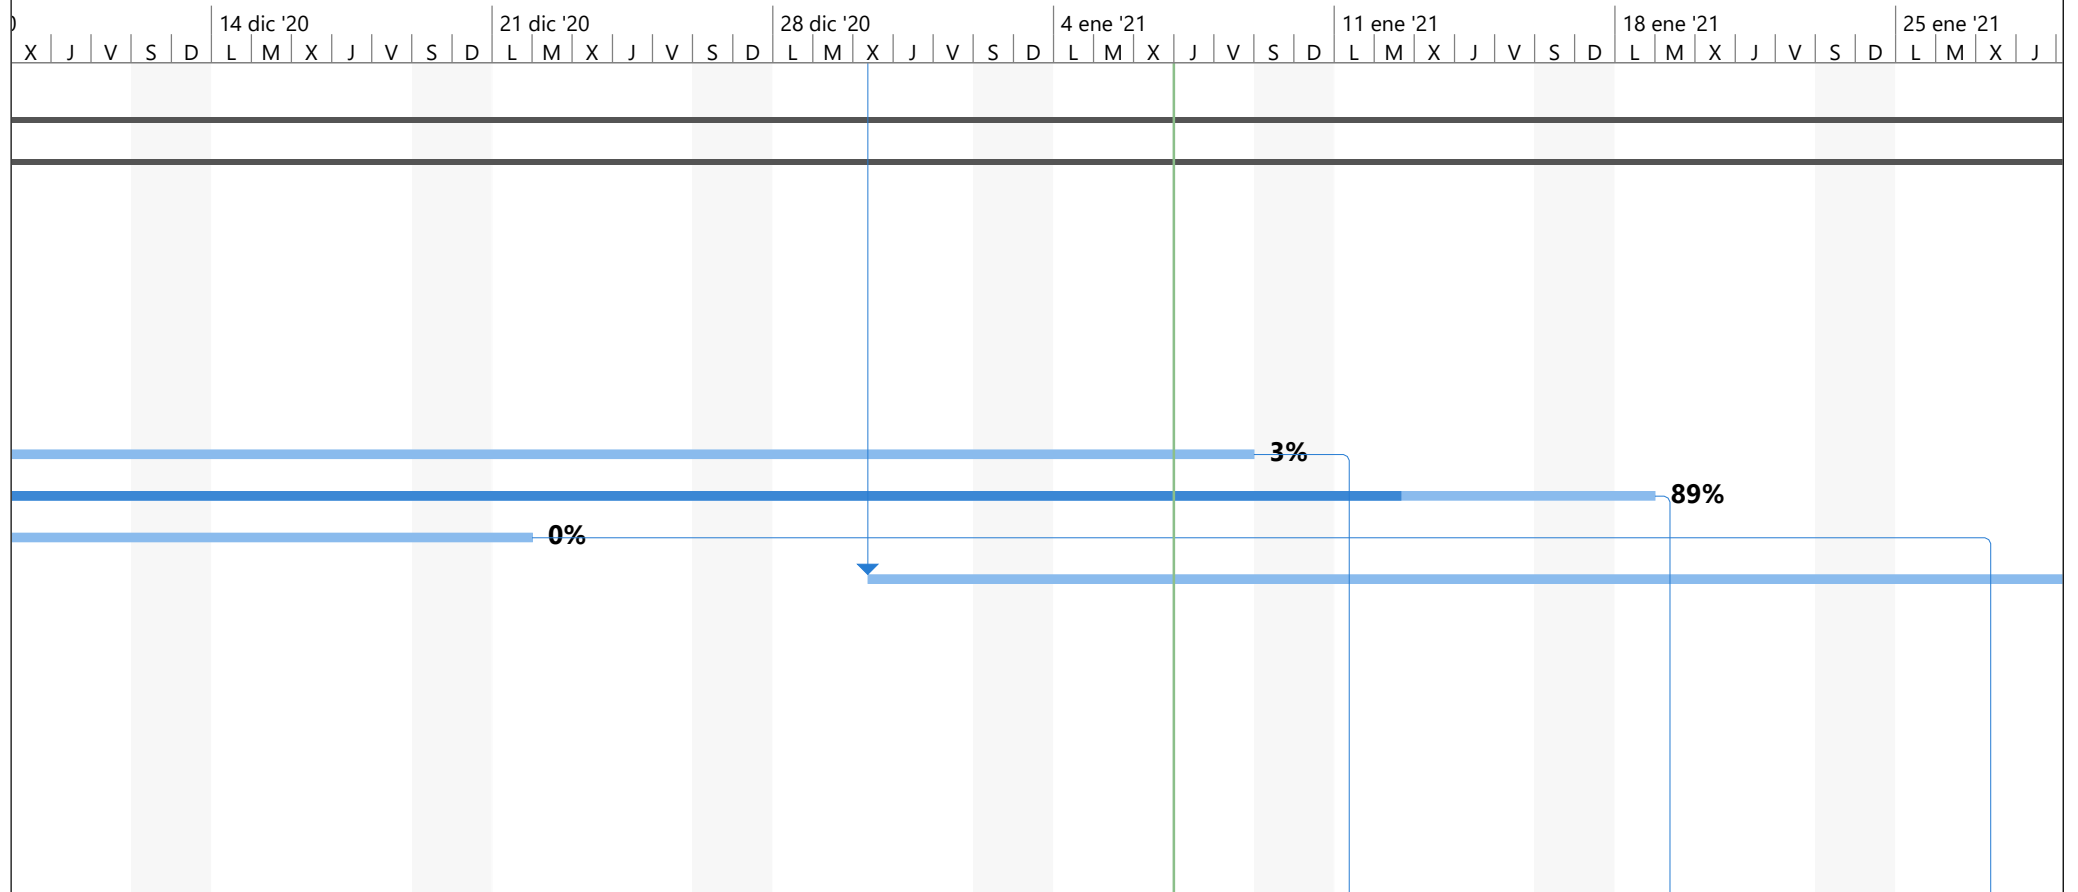 14 dic '20 21 dic '20 28 dic '20 4 ene '21 11 ene '21 18 ene '21 25 ene '21
X J V S D L M X J V S D L M X J V S D L M X J V S D L M X J V S D L M X J V S D L M X J V S D L M X J
3%
89%
0%